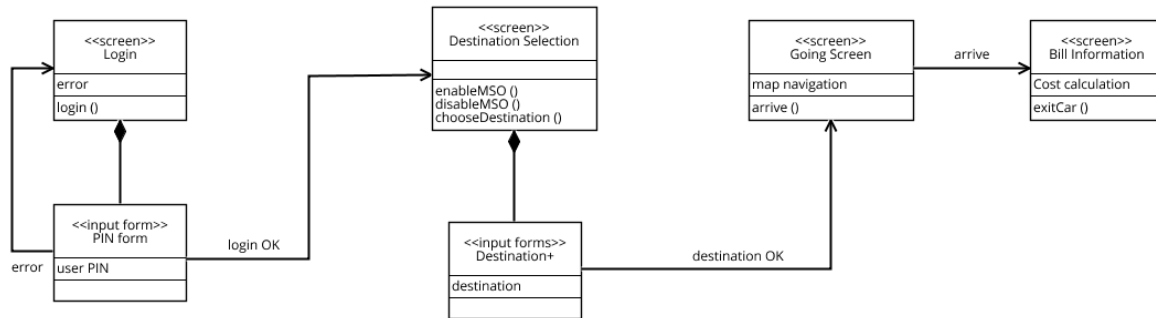 <<screen>>
Login
error
login ()
<<input form>>
PIN form
user PIN
error
login OK
<<screen>>
Destination Selection
enableMSO ()
disableMSO ()
chooseDestination ()
<<input forms>>
Destination+
destination
destination OK
<<screen>>
Going Screen
map navigation
arrive ()
arrive
<<screen>>
Bill Information
Cost calculation
exitCar ()